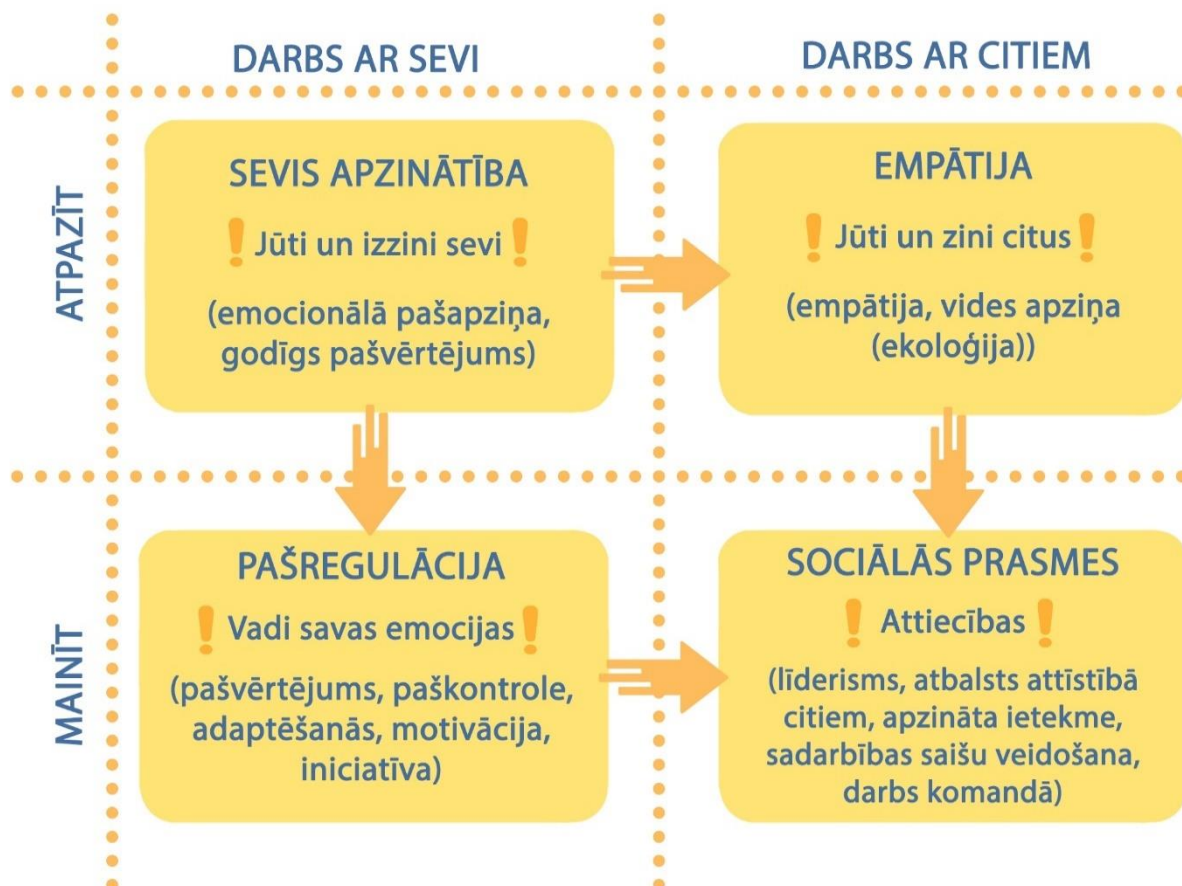 DARBS AR SEVI
DARBS AR CITIEM
ATPAZĪT
SEVIS APZINĀTĪBA
! Jūti un izzini sevi !
(emocionālā pašapziņa,
godīgs pašvērtējums)
EMPĀTIJA
! Jūti un zini citus !
(empātija, vides apziņa
(ekoloģija))
MAINĪT
PAŠREGULĀCIJA
! Vadi savas emocijas !
(pašvērtējums, paškontrole,
adaptēšanās, motivācija,
iniciatīva)
SOCIĀLĀS PRASMES
! Attiecības !
(līderisms, atbalsts attīstībā
citiem, apzināta ietekme,
sadarbības saišu veidošana,
darbs komandā)